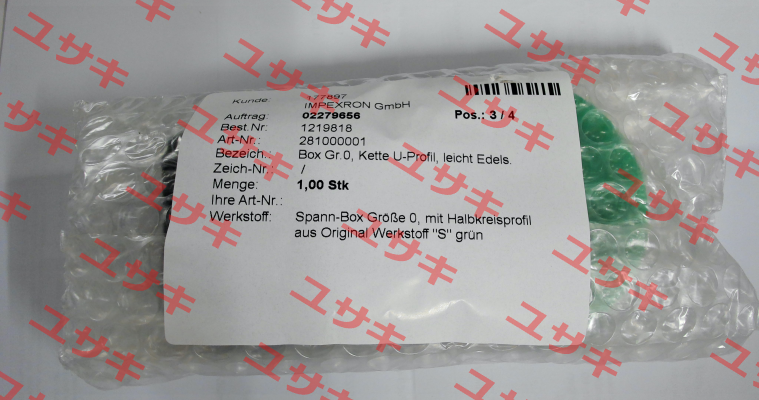 Kunde: 177897
IMPEXRON GmbH
Auftrag: 02279656 Pos.: 3 / 4
Best.Nr: 1219818
Art-Nr.: 281000001
Bezeich.: Box Gr.0, Kette U-Profil, leicht Edels.
Zeich-Nr.: /
Menge: 1,00 Stk
Ihre Art-Nr.:
Werkstoff: Spann-Box Größe 0, mit Halbkreisprofil
aus Original Werkstoff "S" grün
ユサキ